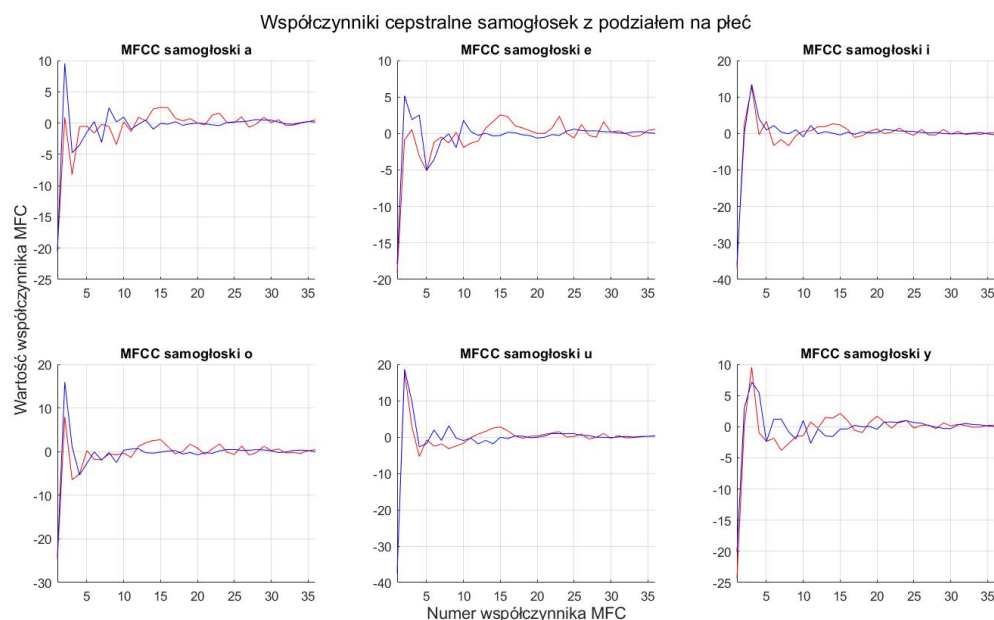 Współczynniki cepstralne samogłosek z podziałem na płeć
MFCC samogłoski a
10
5
0
-5
-10
-15
-20
-25
5 10 15 20 25 30 35
MFCC samogłoski e
10
5
0
-5
-10
-15
-20
5 10 15 20 25 30 35
MFCC samogłoski i
20
10
0
-10
-20
-30
-40
5 10 15 20 25 30 35
Wartość współczynnika MFC
MFCC samogłoski o
20
10
0
-10
-20
-30
5 10 15 20 25 30 35
MFCC samogłoski u
20
10
0
-10
-20
-30
-40
5 10 15 20 25 30 35
MFCC samogłoski y
10
5
0
-5
-10
-15
-20
-25
5 10 15 20 25 30 35
Numer współczynnika MFC